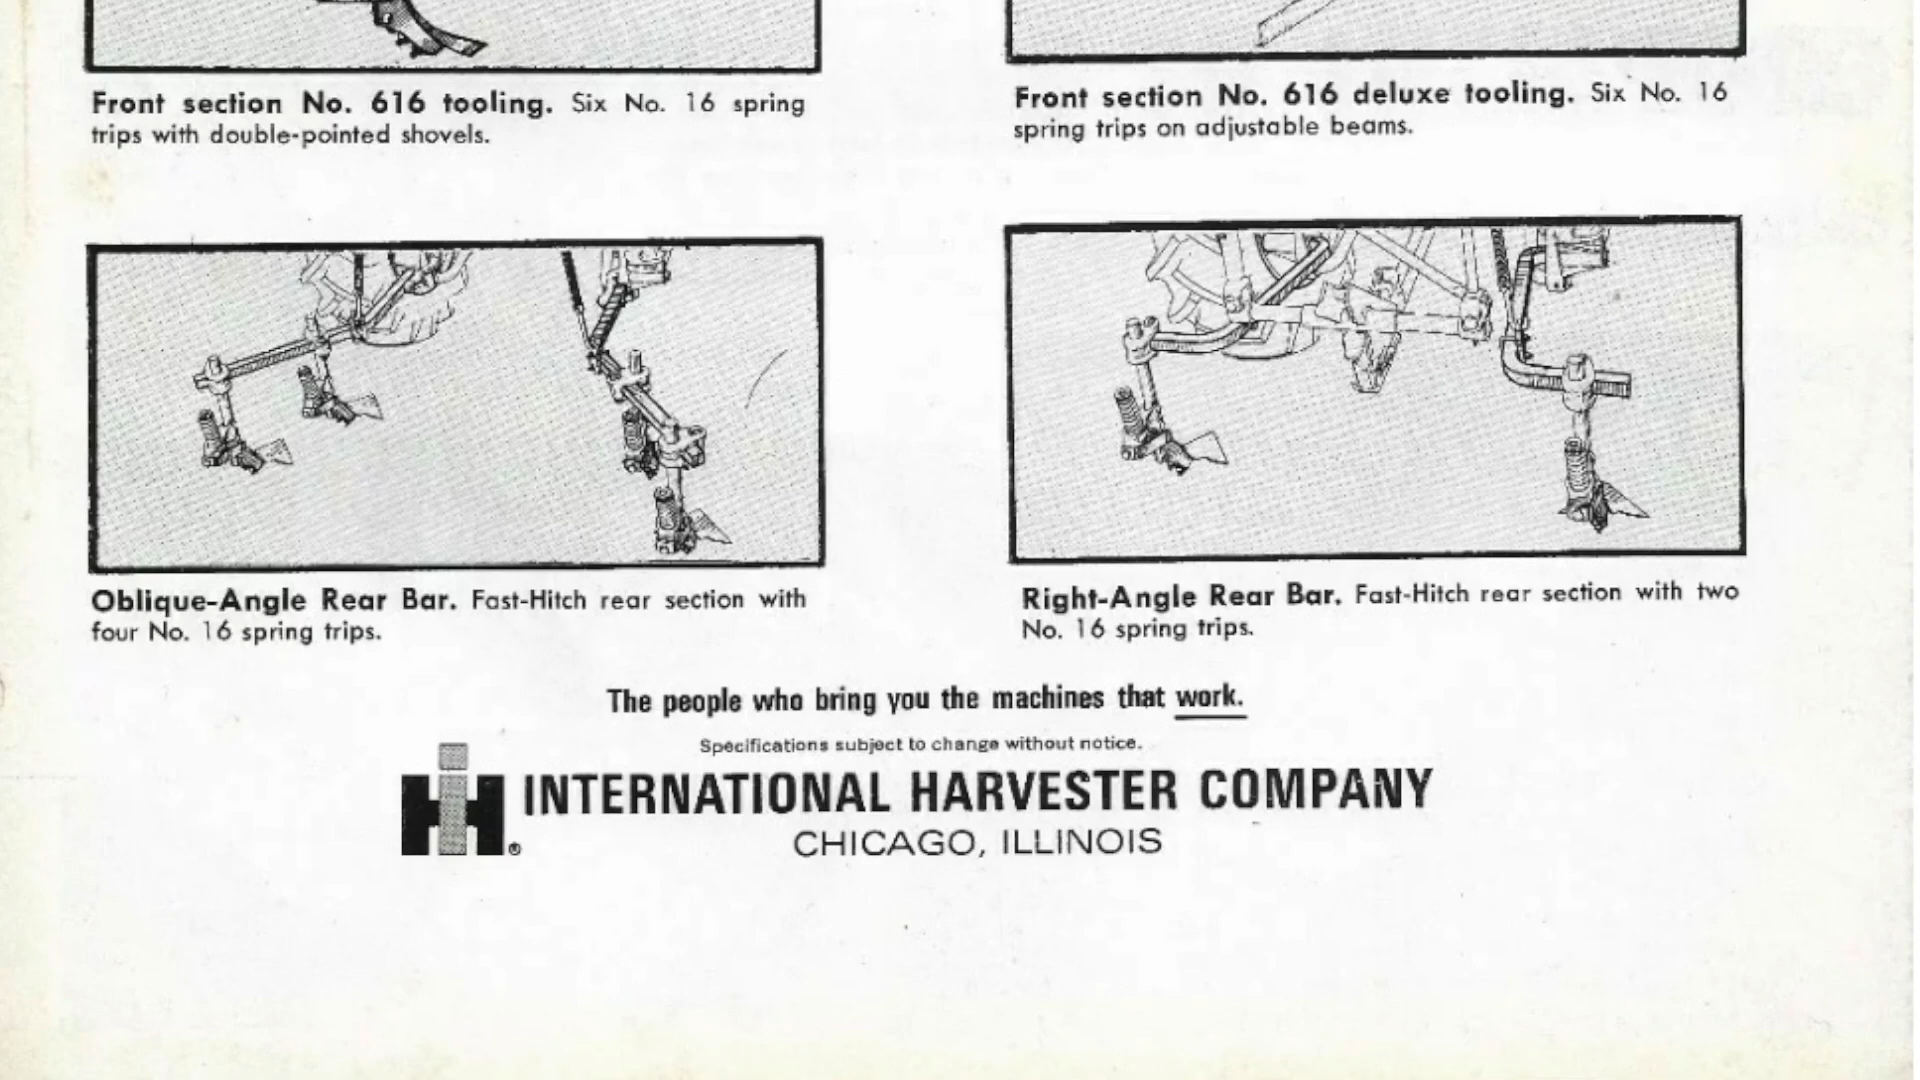 Front section No. 616 tooling. Six No. 16 spring
trips with double-pointed shovels.
Front section No. 616 deluxe tooling. Six No. 16
spring trips on adjustable beams.
Oblique-Angle Rear Bar. Fast-Hitch rear section with
four No. 16 spring trips.
Right-Angle Rear Bar. Fast-Hitch rear section with two
No. 16 spring trips.
The people who bring you the machines that work.
Specifications subject to change without notice.
IH® INTERNATIONAL HARVESTER COMPANY
CHICAGO, ILLINOIS